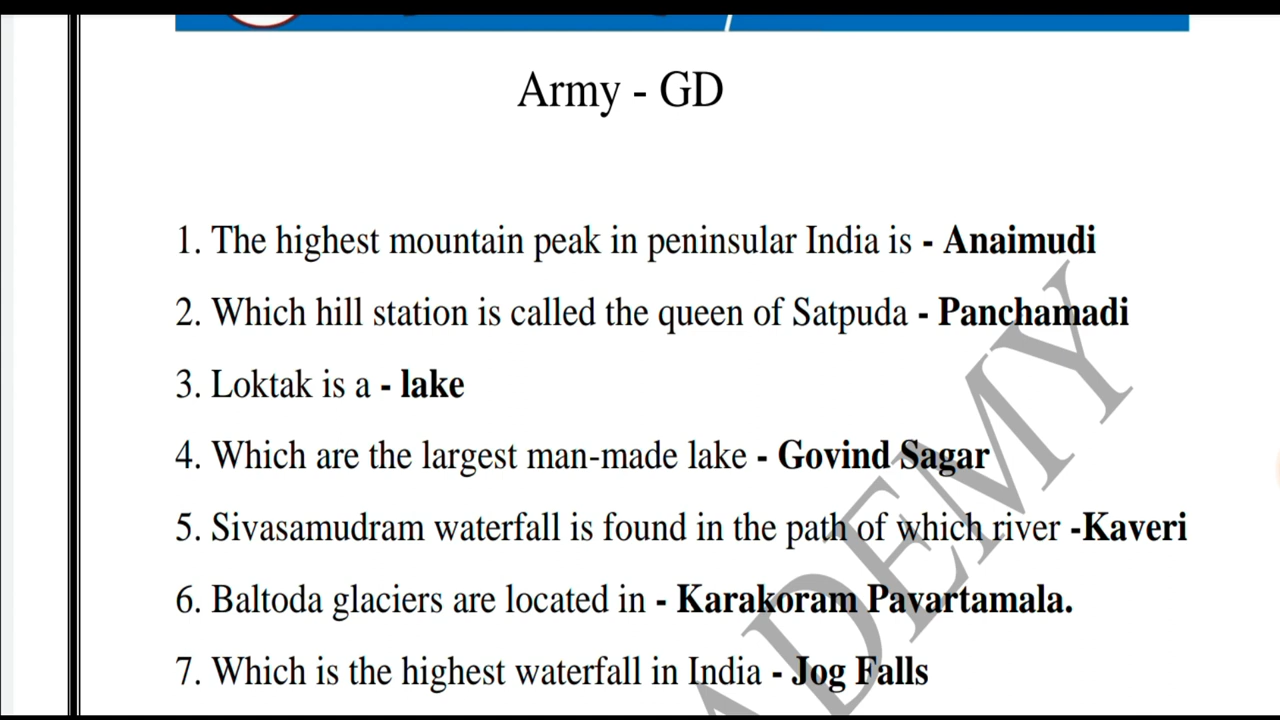 Army - GD
1. The highest mountain peak in peninsular India is - Anaimudi
2. Which hill station is called the queen of Satpuda - Panchamadi
3. Loktak is a - lake
4. Which are the largest man-made lake - Govind Sagar
5. Sivasamudram waterfall is found in the path of which river -Kaveri
6. Baltoda glaciers are located in - Karakoram Pavartamala.
7. Which is the highest waterfall in India - Jog Falls
ADEMY